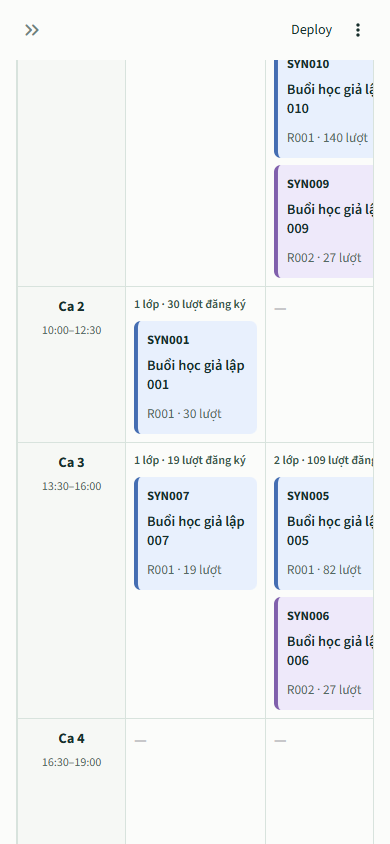 Deploy
SYN010
Buổi học giả lập
010
R001 · 140 lượt
SYN009
Buổi học giả lập
009
R002 · 27 lượt
Ca 2
10:00–12:30
1 lớp · 30 lượt đăng ký
SYN001
Buổi học giả lập
001
R001 · 30 lượt
—
Ca 3
13:30–16:00
1 lớp · 19 lượt đăng ký
SYN007
Buổi học giả lập
007
R001 · 19 lượt
2 lớp · 109 lượt đăng
SYN005
Buổi học giả lập
005
R001 · 82 lượt
SYN006
Buổi học giả lập
006
R002 · 27 lượt
Ca 4
16:30–19:00
—
—